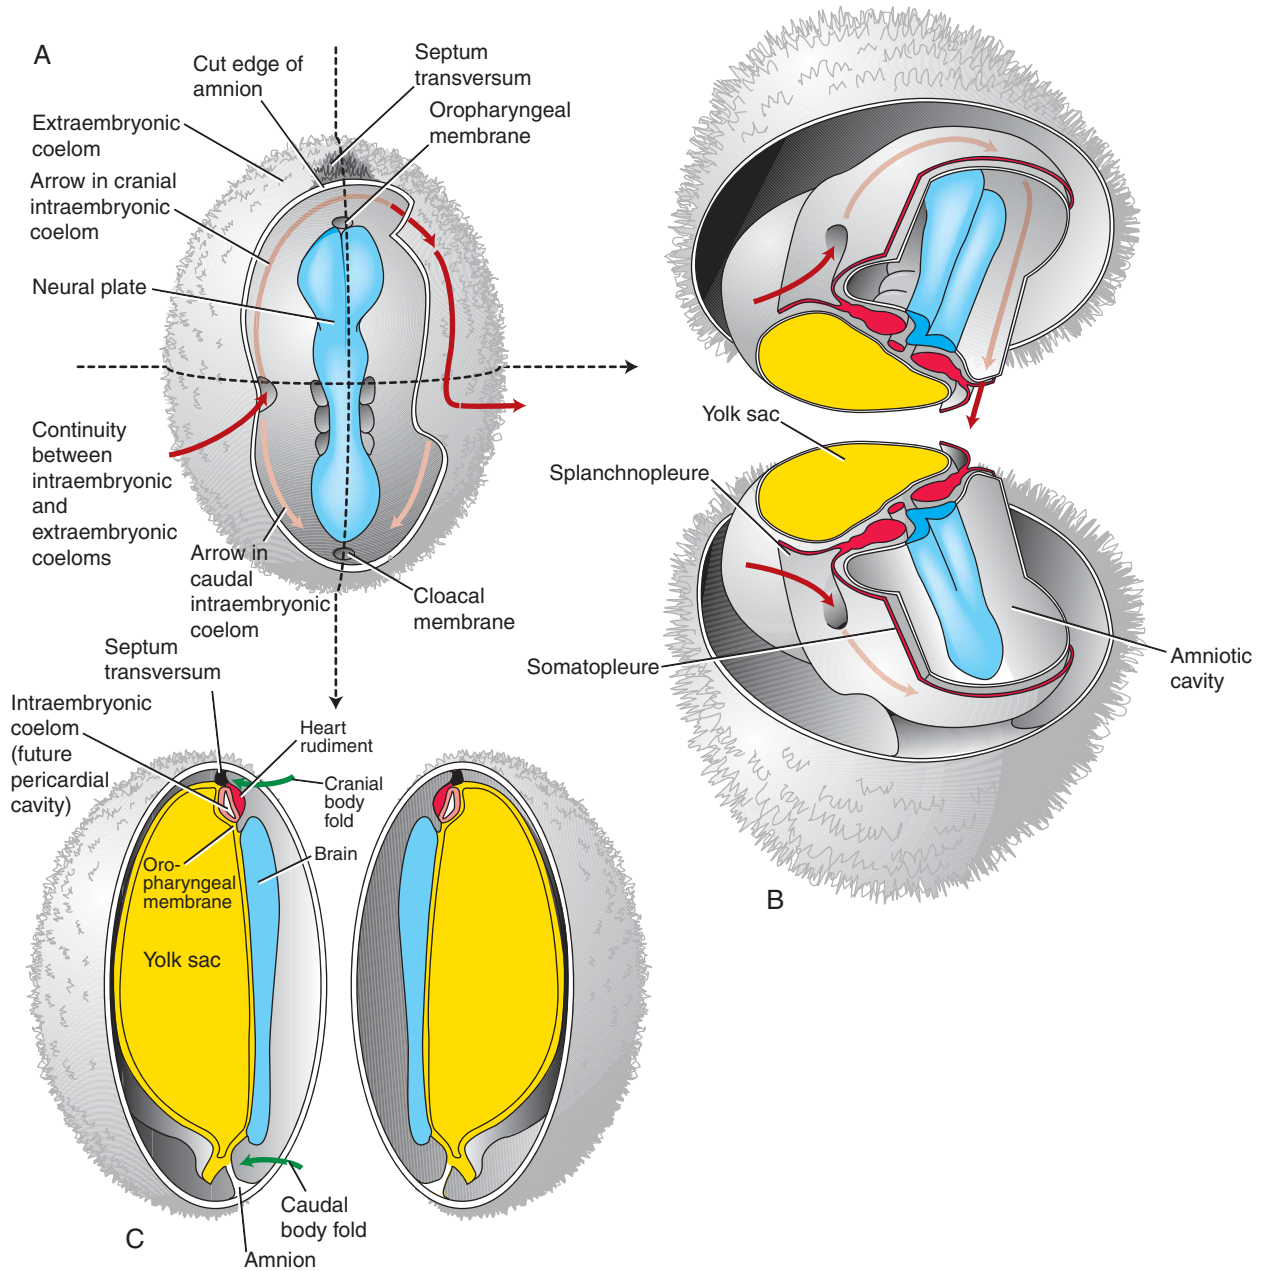 A
Cut edge of
amnion
Septum
transversum
Oropharyngeal
membrane
Extraembryonic
coelom
Arrow in cranial
intraembryonic
coelom
Neural plate
Continuity
between
intraembryonic
and
extraembryonic
coeloms
Arrow in
caudal
intraembryonic
coelom
Cloacal
membrane
Yolk sac
Splanchnopleure
Somatopleure
Amniotic
cavity
B
Septum
transversum
Intraembryonic
coelom
(future
pericardial
cavity)
Heart
rudiment
Cranial
body
fold
Brain
Oro-
pharyngeal
membrane
Yolk sac
Caudal
body fold
Amnion
C